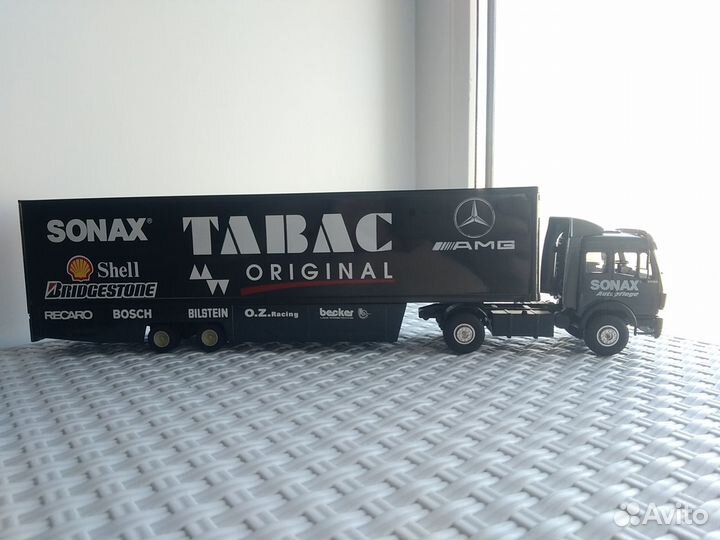 SONAX®
TABAC
ORIGINAL
AMG
Shell
BRIDGESTONE
RECARO BOSCH BILSTEIN O.Z.Racing becker
SONAX
Autopflege
Avito